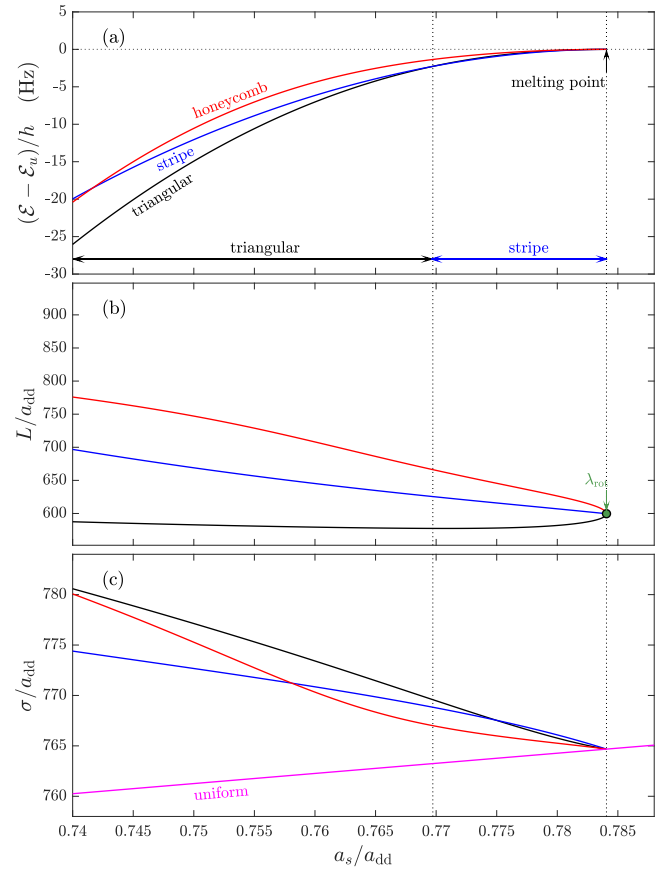 5
(a)
0
-5
-10
-15
-20
-25
-30
(ℰ − ℰᵤ)/h (Hz)
honeycomb
stripe
triangular
melting point
triangular
stripe
(b)
900
850
800
750
700
650
600
L/a_dd
λ_ro
(c)
780
775
770
765
760
σ/a_dd
uniform
0.74 0.745 0.75 0.755 0.76 0.765 0.77 0.775 0.78 0.785
a_s/a_dd